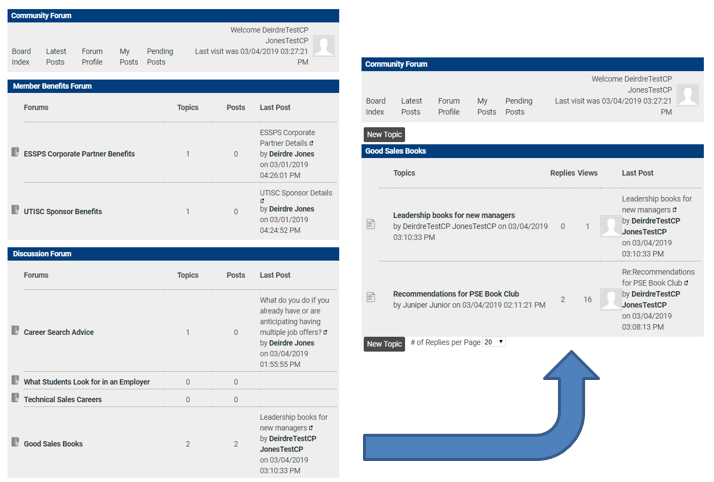 Community Forum
Welcome DeirdreTestCP
JonesTestCP
Last visit was 03/04/2019 03:27:21
PM
Board
Index
Latest
Posts
Forum
Profile
My
Posts
Pending
Posts
Member Benefits Forum
Forums Topics Posts Last Post
ESSPS Corporate Partner Benefits 1 0
ESSPS Corporate
Partner Details
by Deirdre Jones
on 03/01/2019
04:26:01 PM
UTISC Sponsor Benefits 1 0
UTISC Sponsor Details
by Deirdre Jones
on 03/01/2019
04:24:52 PM
Discussion Forum
Forums Topics Posts Last Post
Career Search Advice 1 0
What do you do if you
already have or are
anticipating having
multiple job offers?
by Deirdre Jones
on 03/04/2019
01:55:55 PM
What Students Look for in an Employer 0 0
Technical Sales Careers 0 0
Good Sales Books 2 2
Leadership books for
new managers
by DeirdreTestCP
JonesTestCP
on 03/04/2019
03:10:33 PM
Community Forum
Welcome DeirdreTestCP
JonesTestCP
Last visit was 03/04/2019 03:27:21
PM
Board
Index
Latest
Posts
Forum
Profile
My
Posts
Pending
Posts
New Topic
Good Sales Books
Topics Replies Views Last Post
Leadership books for new managers
by DeirdreTestCP JonesTestCP on 03/04/2019
03:10:33 PM
0 1
Leadership books for
new managers
by DeirdreTestCP
JonesTestCP
on 03/04/2019
03:10:33 PM
Recommendations for PSE Book Club
by Juniper Junior on 03/04/2019 02:11:21 PM
2 16
Re:Recommendations
for PSE Book Club
by DeirdreTestCP
JonesTestCP
on 03/04/2019
03:08:13 PM
New Topic # of Replies per Page 20